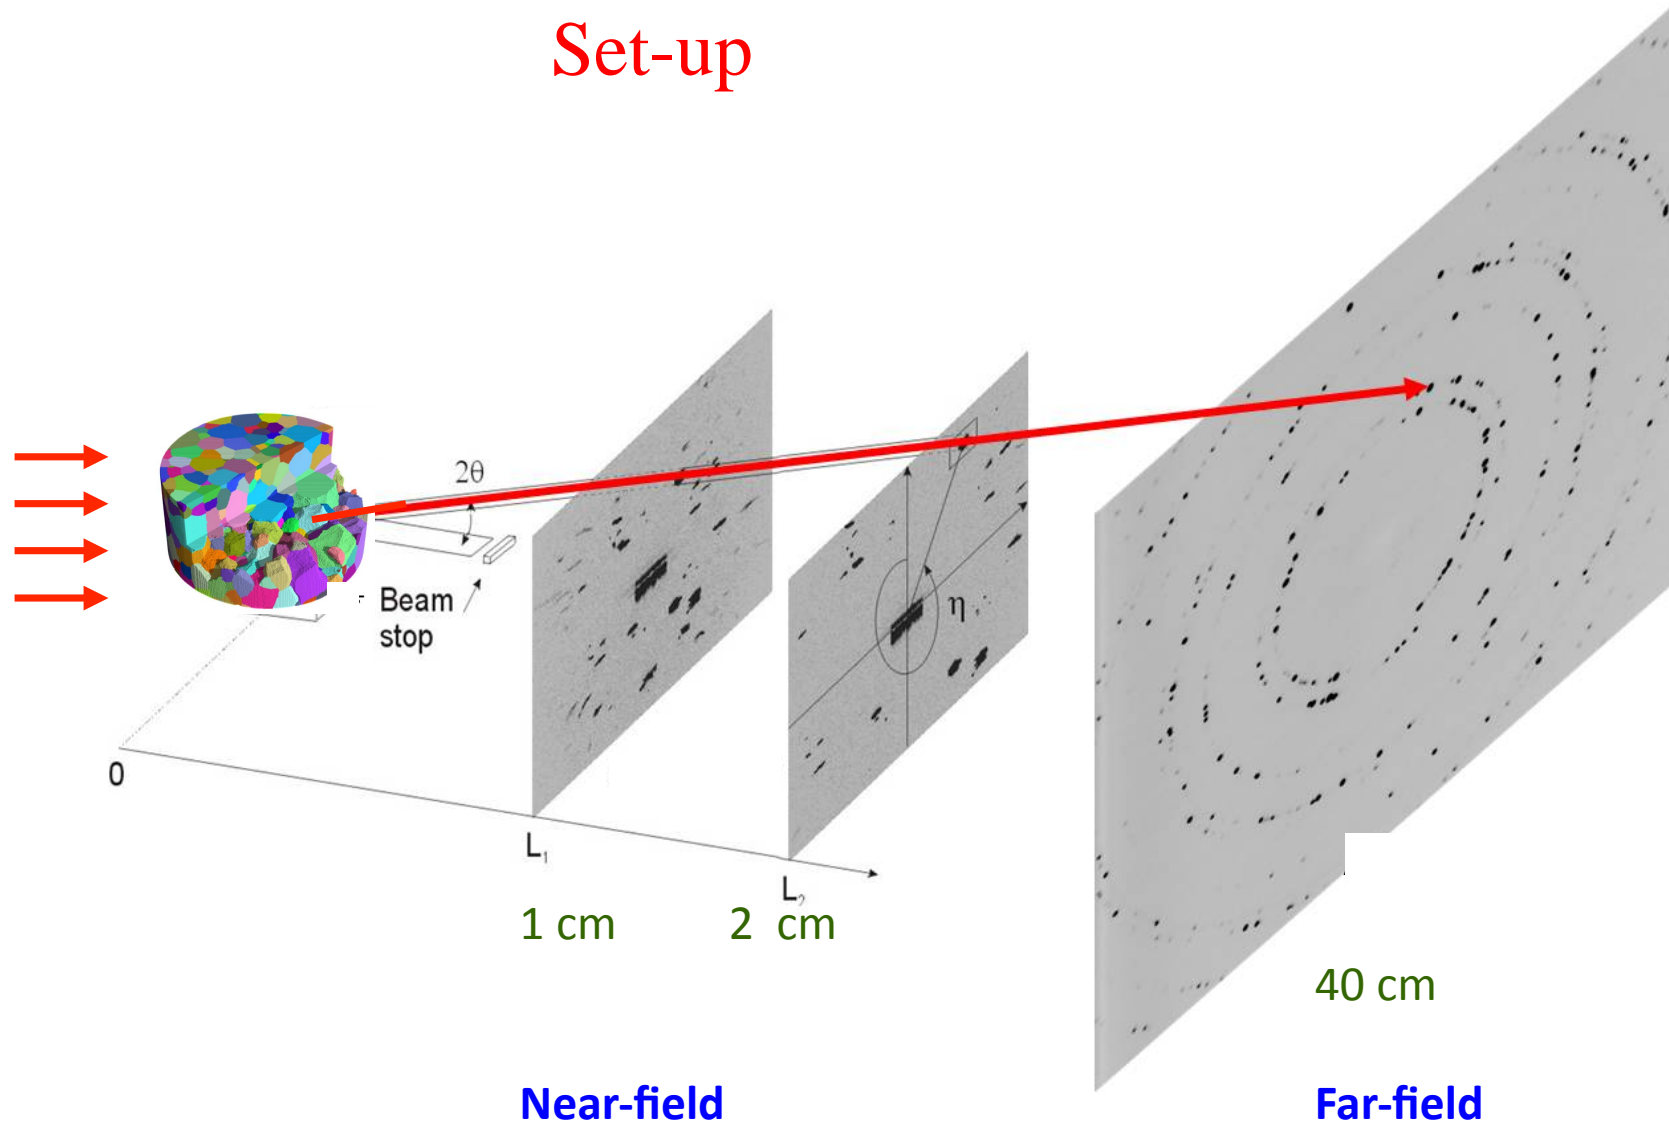 Set-up
2θ
Beam
stop
η
0
L₁
L₂
1 cm
2 cm
40 cm
Near-field
Far-field